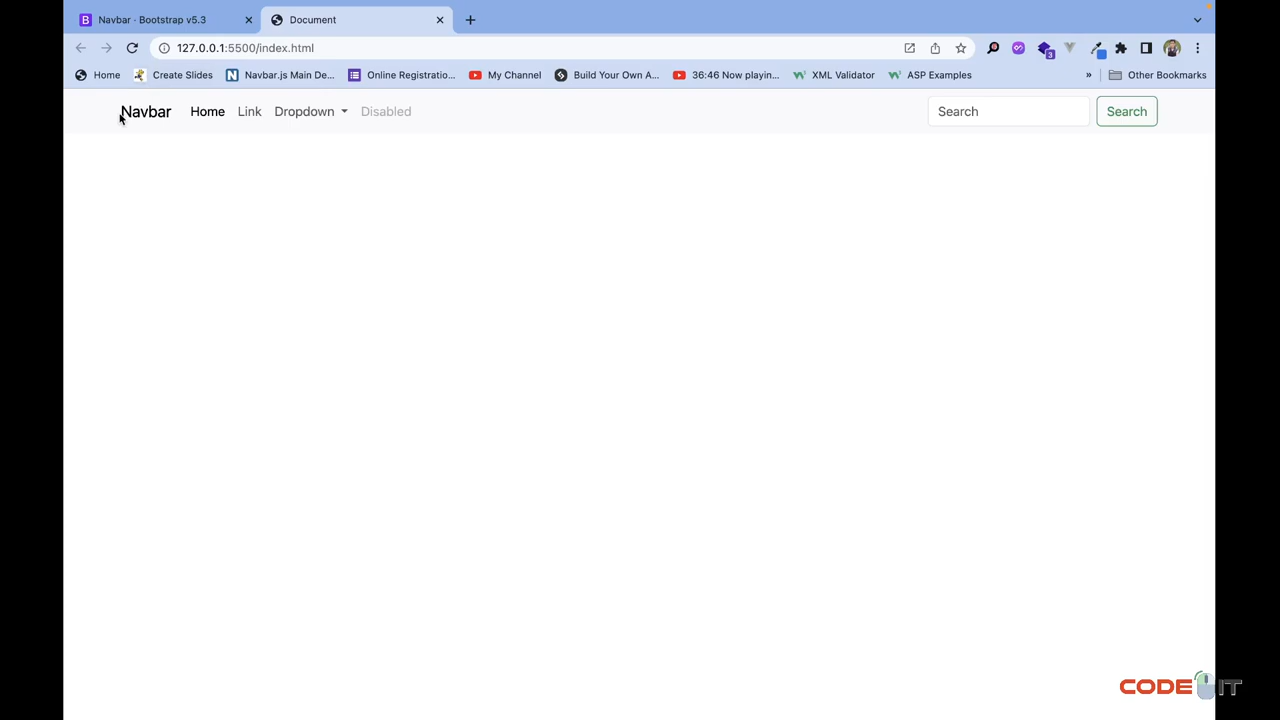 Navbar · Bootstrap v5.3
Document
127.0.0.1:5500/index.html
3
Home
Create Slides
Navbar.js Main De...
Online Registratio...
My Channel
Build Your Own A...
36:46 Now playin...
XML Validator
ASP Examples
»
Other Bookmarks
Navbar
Home
Link
Dropdown
Disabled
Search
Search
CODE IT